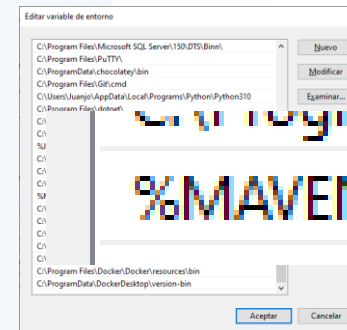 Editar variable de entorno
C:\Program Files\Microsoft SQL Server\150\DTS\Binn\
Nuevo
C:\Program Files\PuTTY\
C:\ProgramData\chocolatey\bin
Modificar
C:\Program Files\Git\cmd
C:\Users\Juanjo\AppData\Local\Programs\Python\Python310
Examinar...
C:\Program Files\dotnet\
C:\
C:\
%J
C:\
C:\
C:\
C:\
C:\
C:\
%MAVEN
C:\Program Files\Docker\Docker\resources\bin
C:\ProgramData\DockerDesktop\version-bin
Aceptar
Cancelar